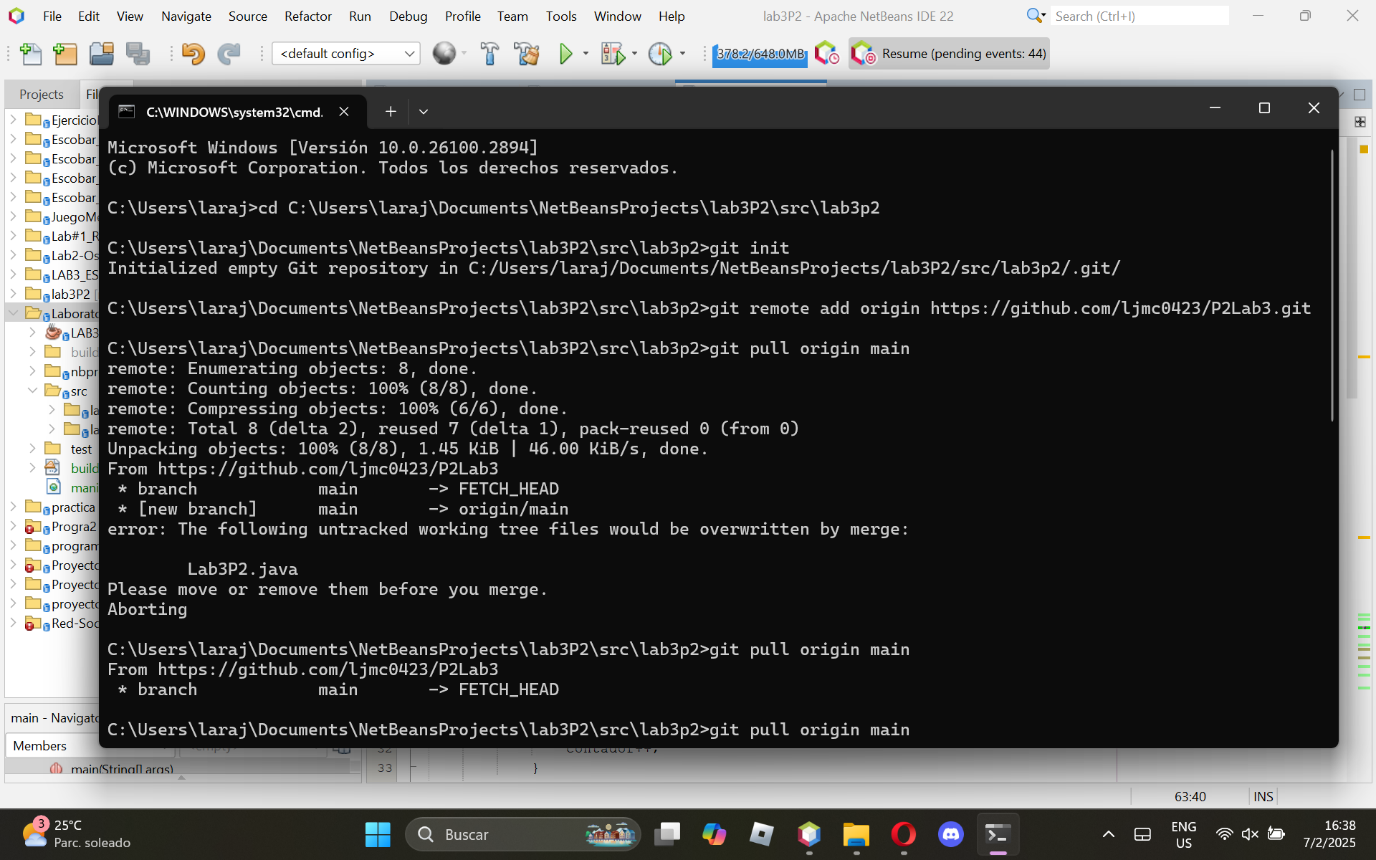 File Edit View Navigate Source Refactor Run Debug Profile Team Tools Window Help
lab3P2 - Apache NetBeans IDE 22
Search (Ctrl+I)
<default config>
378.2/648.0MB
Resume (pending events: 44)
Projects
C:\WINDOWS\system32\cmd.
Microsoft Windows [Versión 10.0.26100.2894]
(c) Microsoft Corporation. Todos los derechos reservados.
C:\Users\laraj>cd C:\Users\laraj\Documents\NetBeansProjects\lab3P2\src\lab3p2
C:\Users\laraj\Documents\NetBeansProjects\lab3P2\src\lab3p2>git init
Initialized empty Git repository in C:/Users/laraj/Documents/NetBeansProjects/lab3P2/src/lab3p2/.git/
C:\Users\laraj\Documents\NetBeansProjects\lab3P2\src\lab3p2>git remote add origin https://github.com/ljmc0423/P2Lab3.git
C:\Users\laraj\Documents\NetBeansProjects\lab3P2\src\lab3p2>git pull origin main
remote: Enumerating objects: 8, done.
remote: Counting objects: 100% (8/8), done.
remote: Compressing objects: 100% (6/6), done.
remote: Total 8 (delta 2), reused 7 (delta 1), pack-reused 0 (from 0)
Unpacking objects: 100% (8/8), 1.45 KiB | 46.00 KiB/s, done.
From https://github.com/ljmc0423/P2Lab3
* branch main -> FETCH_HEAD
* [new branch] main -> origin/main
error: The following untracked working tree files would be overwritten by merge:
Lab3P2.java
Please move or remove them before you merge.
Aborting
C:\Users\laraj\Documents\NetBeansProjects\lab3P2\src\lab3p2>git pull origin main
From https://github.com/ljmc0423/P2Lab3
* branch main -> FETCH_HEAD
C:\Users\laraj\Documents\NetBeansProjects\lab3P2\src\lab3p2>git pull origin main
Ejercicio
Escobar_
Escobar_
Escobar_
Escobar_
JuegoMo
Lab#1_R
Lab2-Os
LAB3_ES
lab3P2
Laborato
LAB3
build
nbpr
src
la
la
test
build
mani
practica
Progra2
program
Proyecto
Proyecto
proyecto
Red-Soc
main - Navigato
Members
main(String[] args)
33 }
63:40 INS
3
25°C
Parc. soleado
Buscar
ENG
US
16:38
7/2/2025